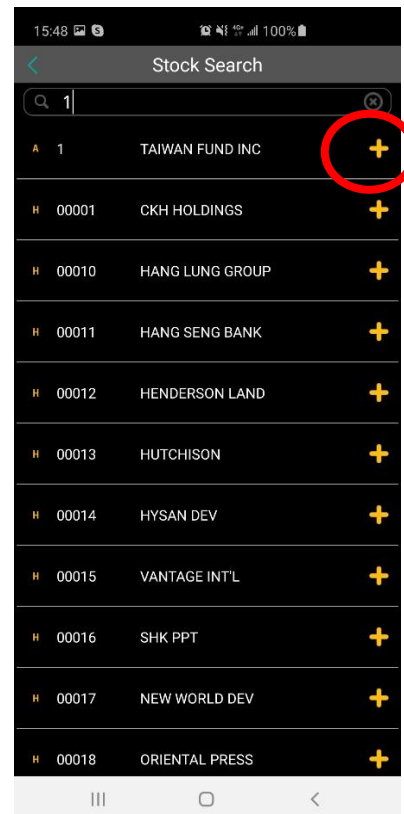 15:48 100%
Stock Search
1
A 1 TAIWAN FUND INC
H 00001 CKH HOLDINGS
H 00010 HANG LUNG GROUP
H 00011 HANG SENG BANK
H 00012 HENDERSON LAND
H 00013 HUTCHISON
H 00014 HYSAN DEV
H 00015 VANTAGE INT'L
H 00016 SHK PPT
H 00017 NEW WORLD DEV
H 00018 ORIENTAL PRESS